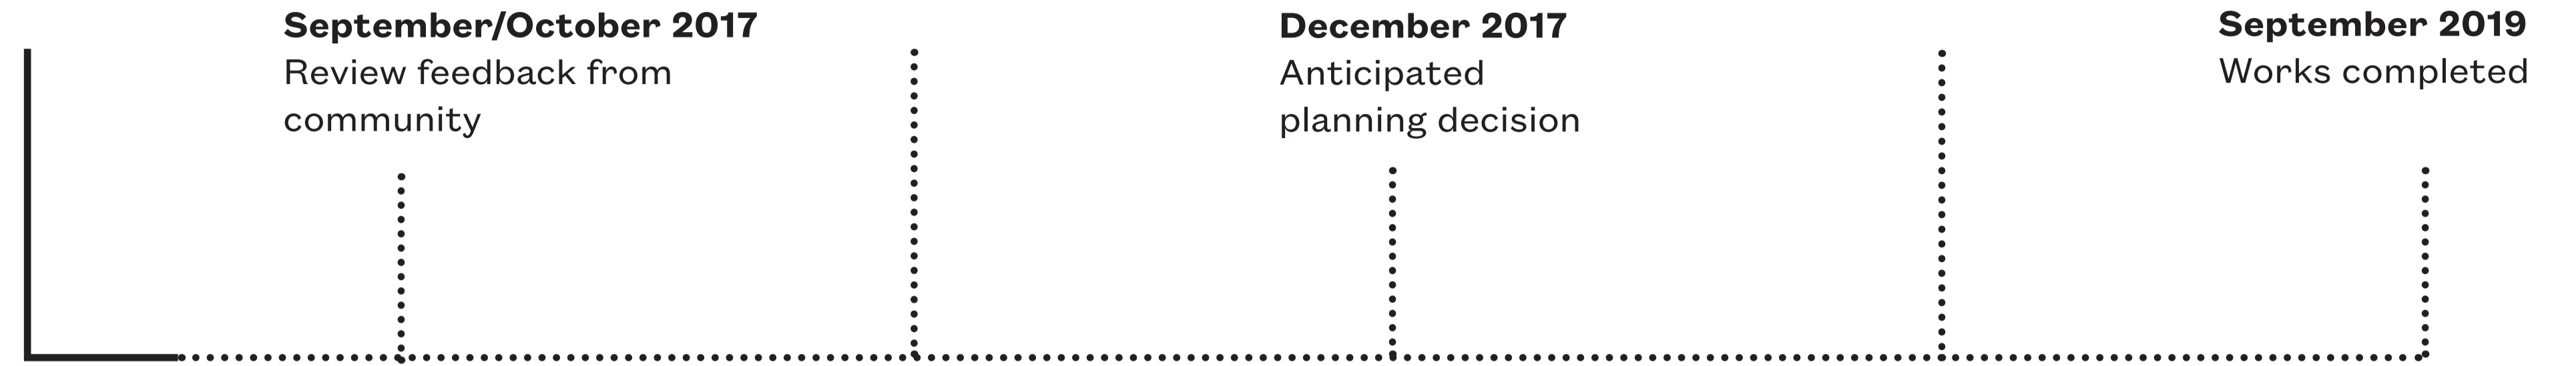 September/October 2017
Review feedback from
community
December 2017
Anticipated
planning decision
September 2019
Works completed